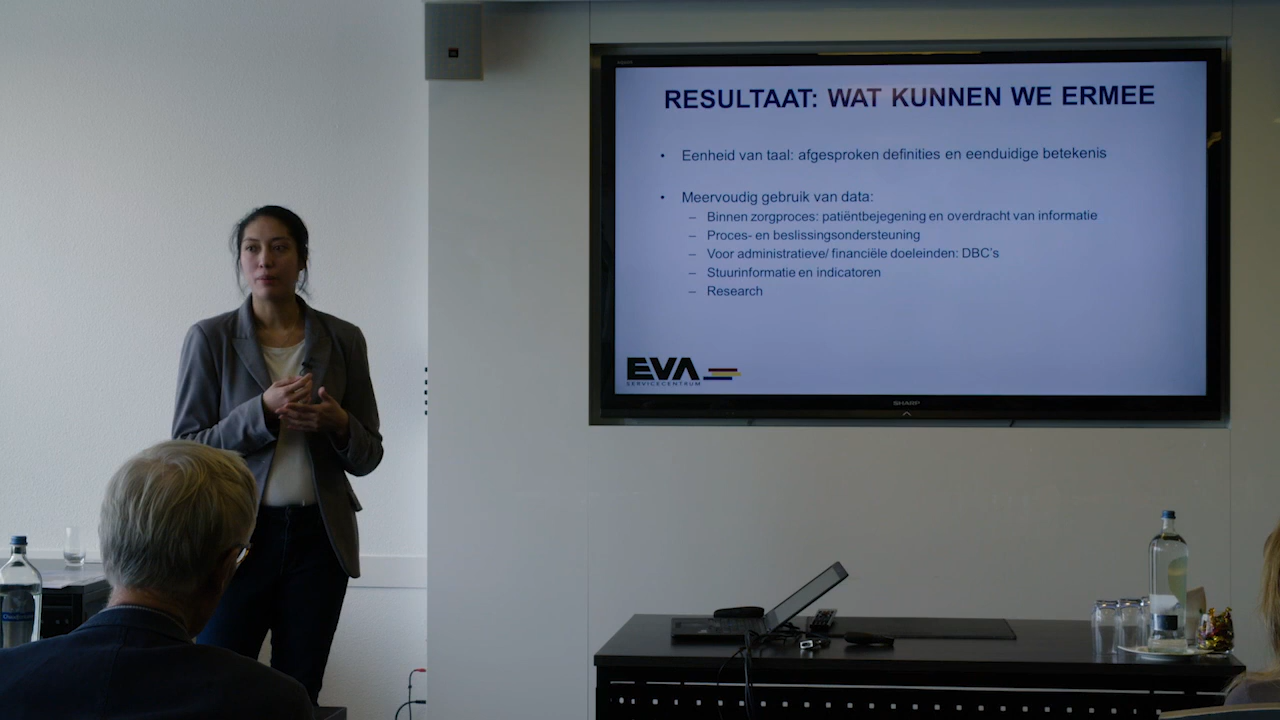 RESULTAAT: WAT KUNNEN WE ERMEE
• Eenheid van taal: afgesproken definities en eenduidige betekenis
• Meervoudig gebruik van data:
– Binnen zorgproces: patiëntbejegening en overdracht van informatie
– Proces- en beslissingsondersteuning
– Voor administratieve/ financiële doeleinden: DBC's
– Stuurinformatie en indicatoren
– Research
EVA
SERVICECENTRUM
SHARP